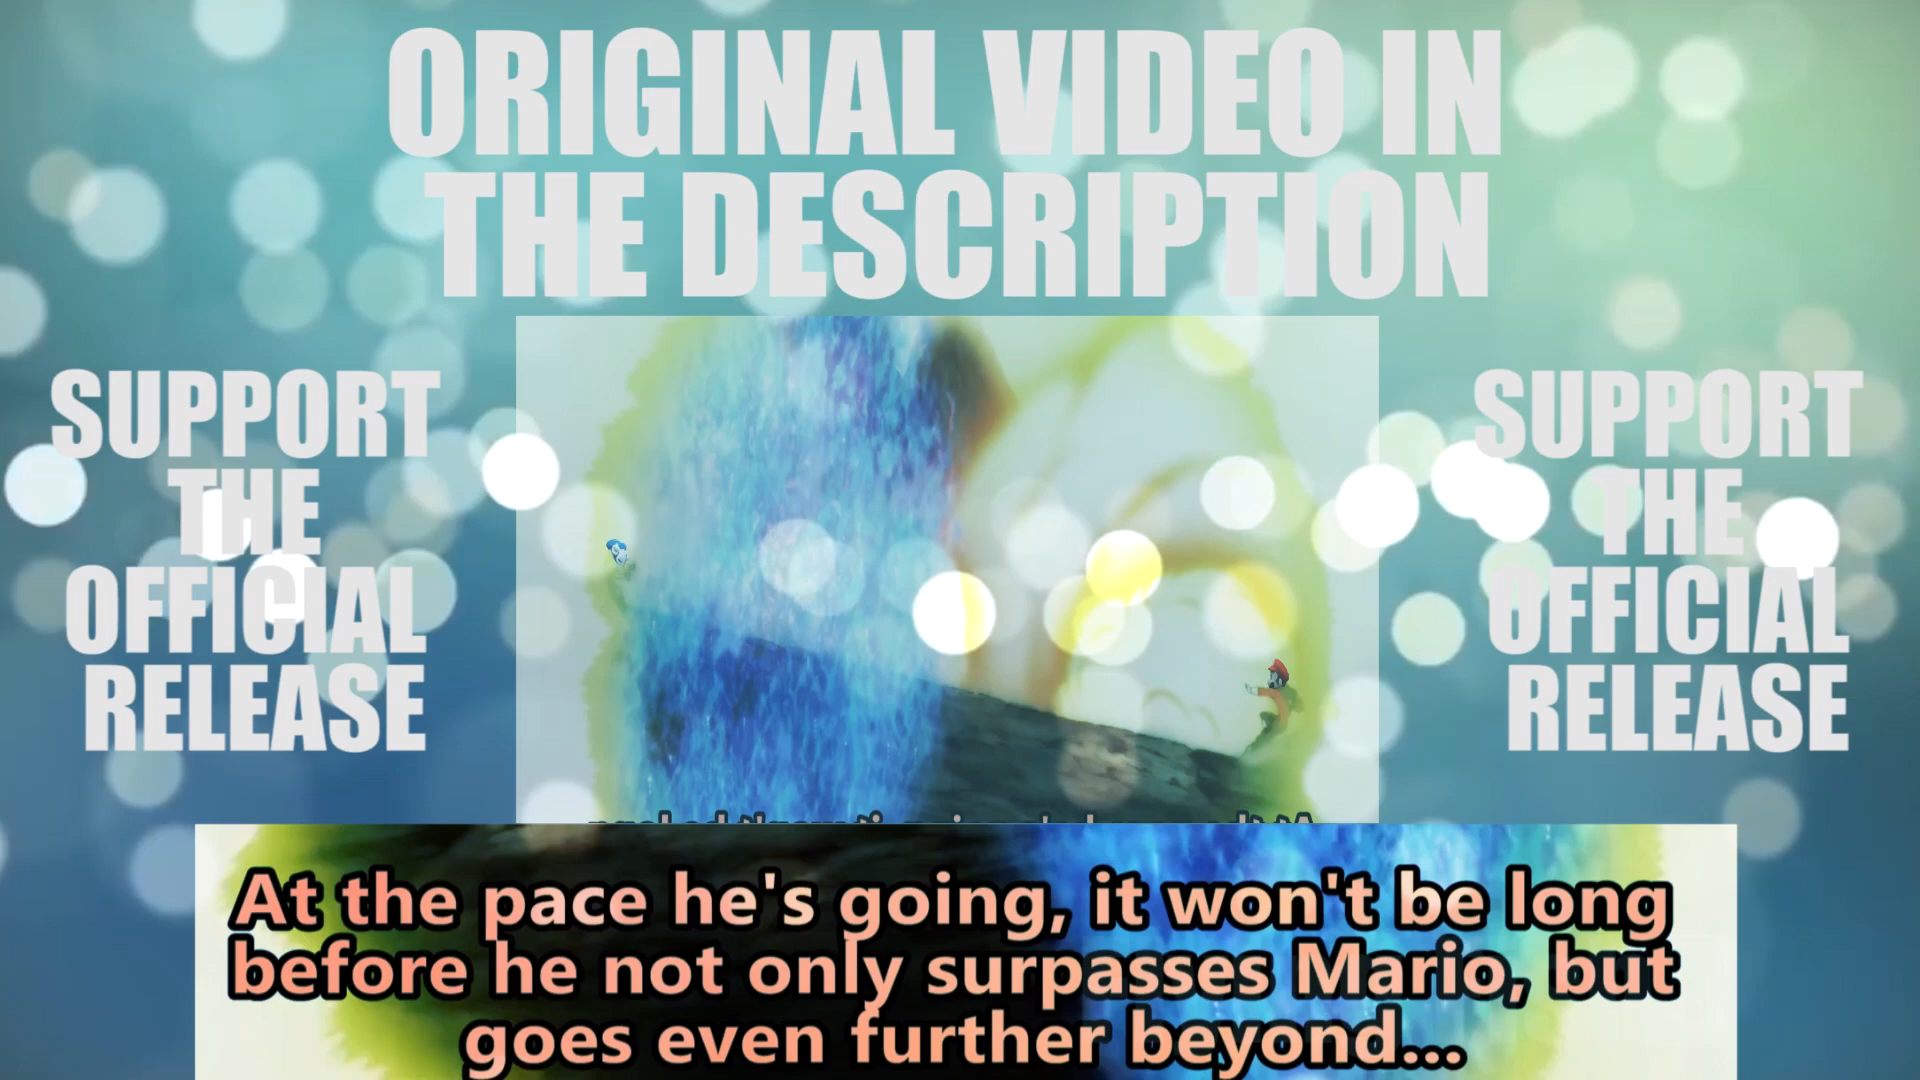 ORIGINAL VIDEO IN
THE DESCRIPTION
SUPPORT
THE
OFFICIAL
RELEASE
SUPPORT
THE
OFFICIAL
RELEASE
At the pace he's going, it won't be long
before he not only surpasses Mario, but
goes even further beyond...